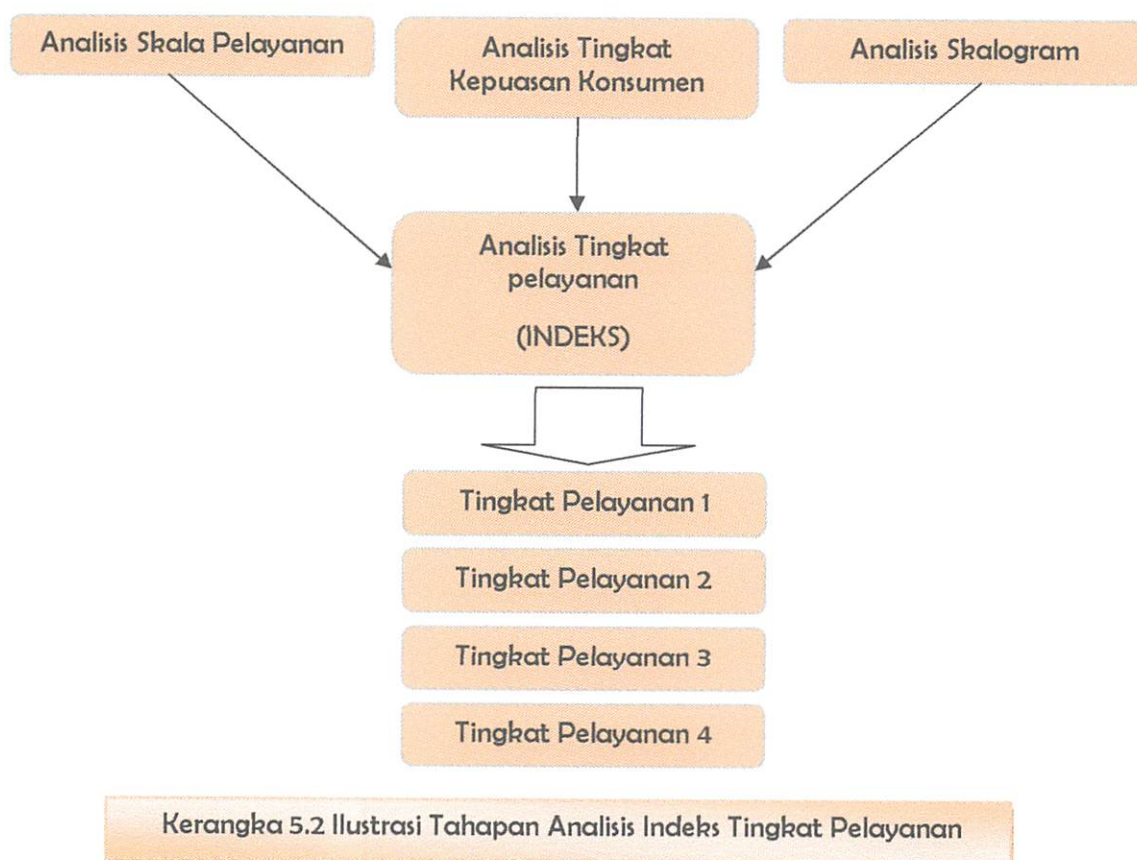 Analisis Skala Pelayanan
Analisis Tingkat
Kepuasan Konsumen
Analisis Skalogram
Analisis Tingkat
pelayanan
(INDEKS)
Tingkat Pelayanan 1
Tingkat Pelayanan 2
Tingkat Pelayanan 3
Tingkat Pelayanan 4
Kerangka 5.2 Ilustrasi Tahapan Analisis Indeks Tingkat Pelayanan